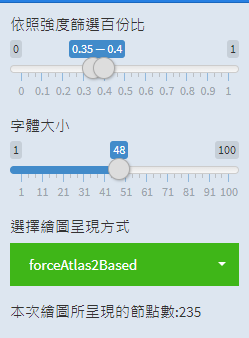 依照強度篩選百份比
0 0.35 — 0.4 1
0 0.1 0.2 0.3 0.4 0.5 0.6 0.7 0.8 0.9 1
字體大小
1 48 100
1 11 21 31 41 51 61 71 81 91 100
選擇繪圖呈現方式
forceAtlas2Based
本次繪圖所呈現的節點數:235